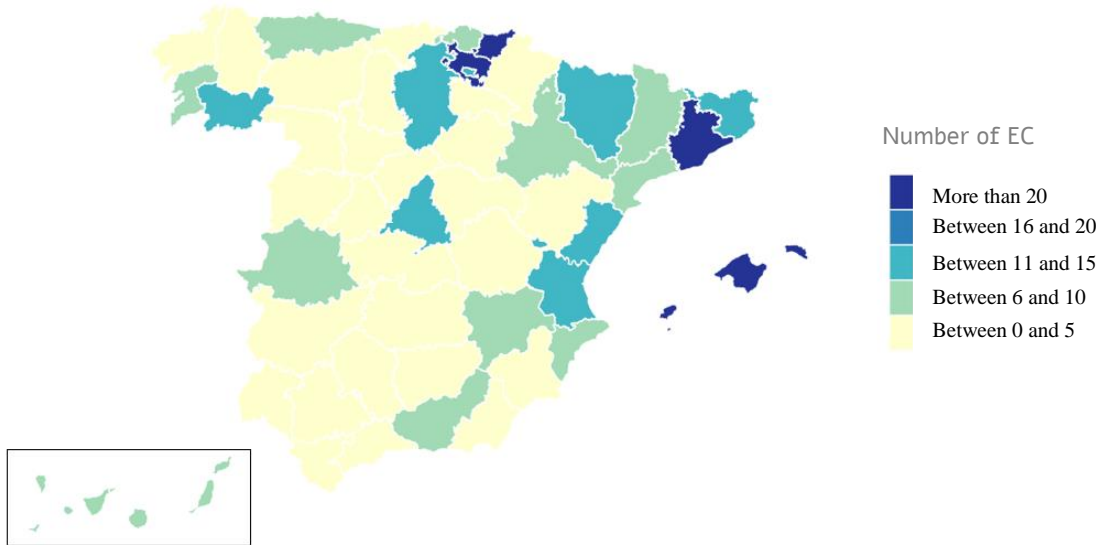 Number of EC
More than 20
Between 16 and 20
Between 11 and 15
Between 6 and 10
Between 0 and 5